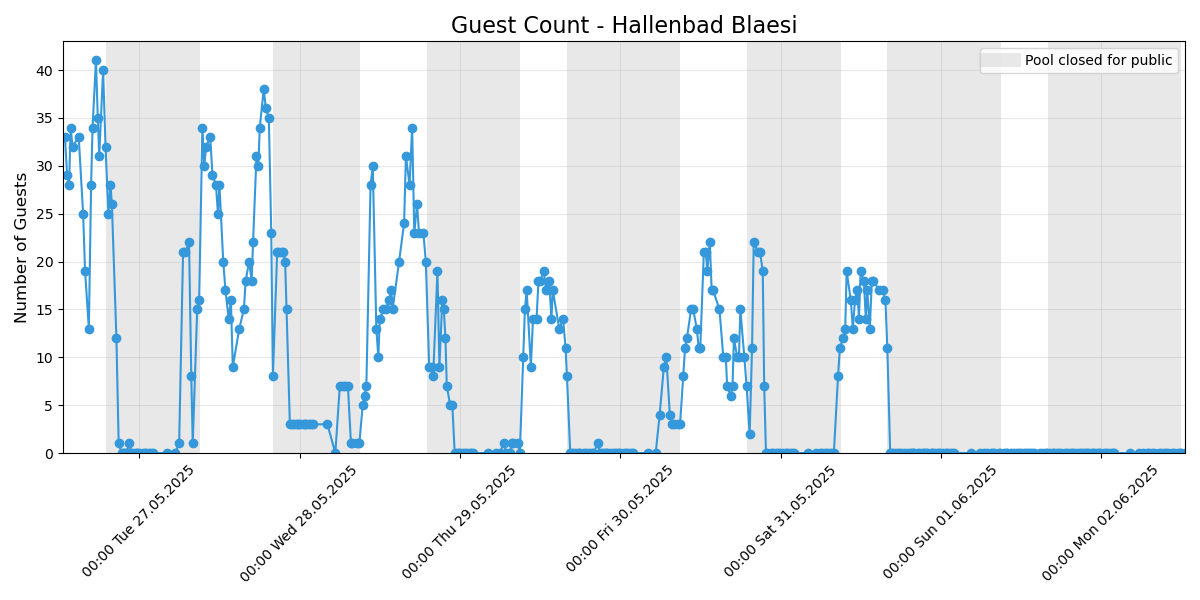 Guest Count - Hallenbad Blaesi
Pool closed for public
Number of Guests
40
35
30
25
20
15
10
5
0
00:00 Tue 27.05.2025
00:00 Wed 28.05.2025
00:00 Thu 29.05.2025
00:00 Fri 30.05.2025
00:00 Sat 31.05.2025
00:00 Sun 01.06.2025
00:00 Mon 02.06.2025